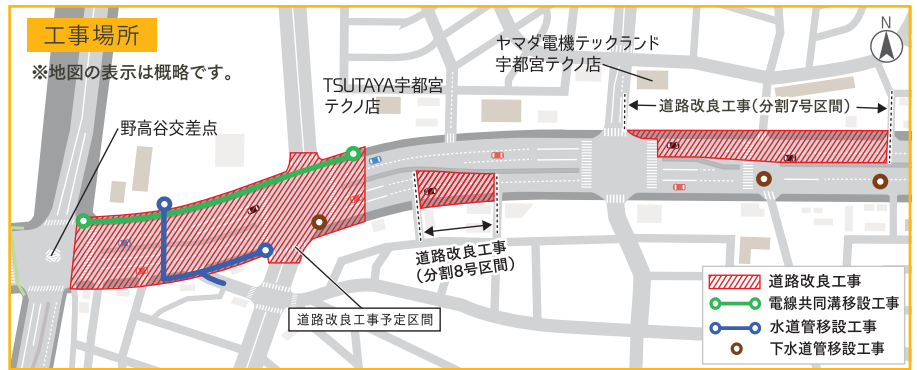 工事場所
※地図の表示は概略です。
野高谷交差点
TSUTAYA宇都宮
テクノ店
ヤマダ電機テックランド
宇都宮テクノ店
N
道路改良工事(分割7号区間)
道路改良工事
(分割8号区間)
道路改良工事予定区間
道路改良工事
電線共同溝移設工事
水道管移設工事
下水道管移設工事